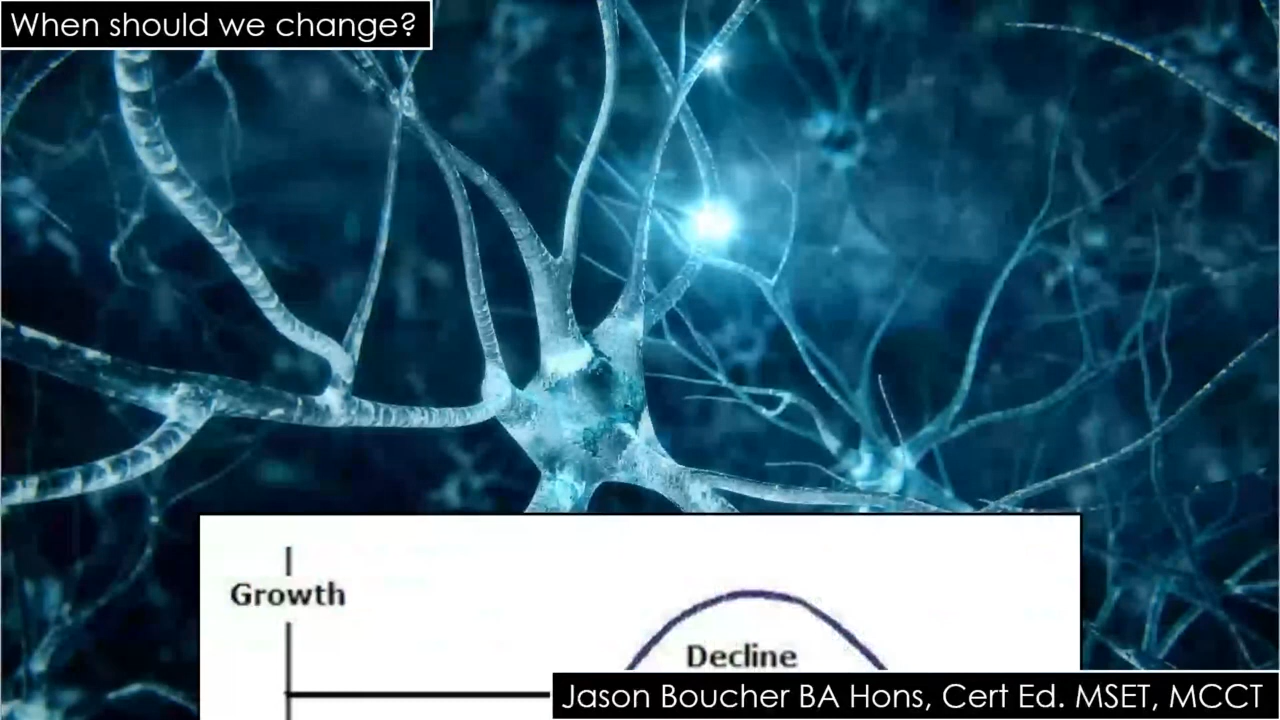 When should we change?
Growth
Decline
Jason Boucher BA Hons, Cert Ed. MSET, MCCT